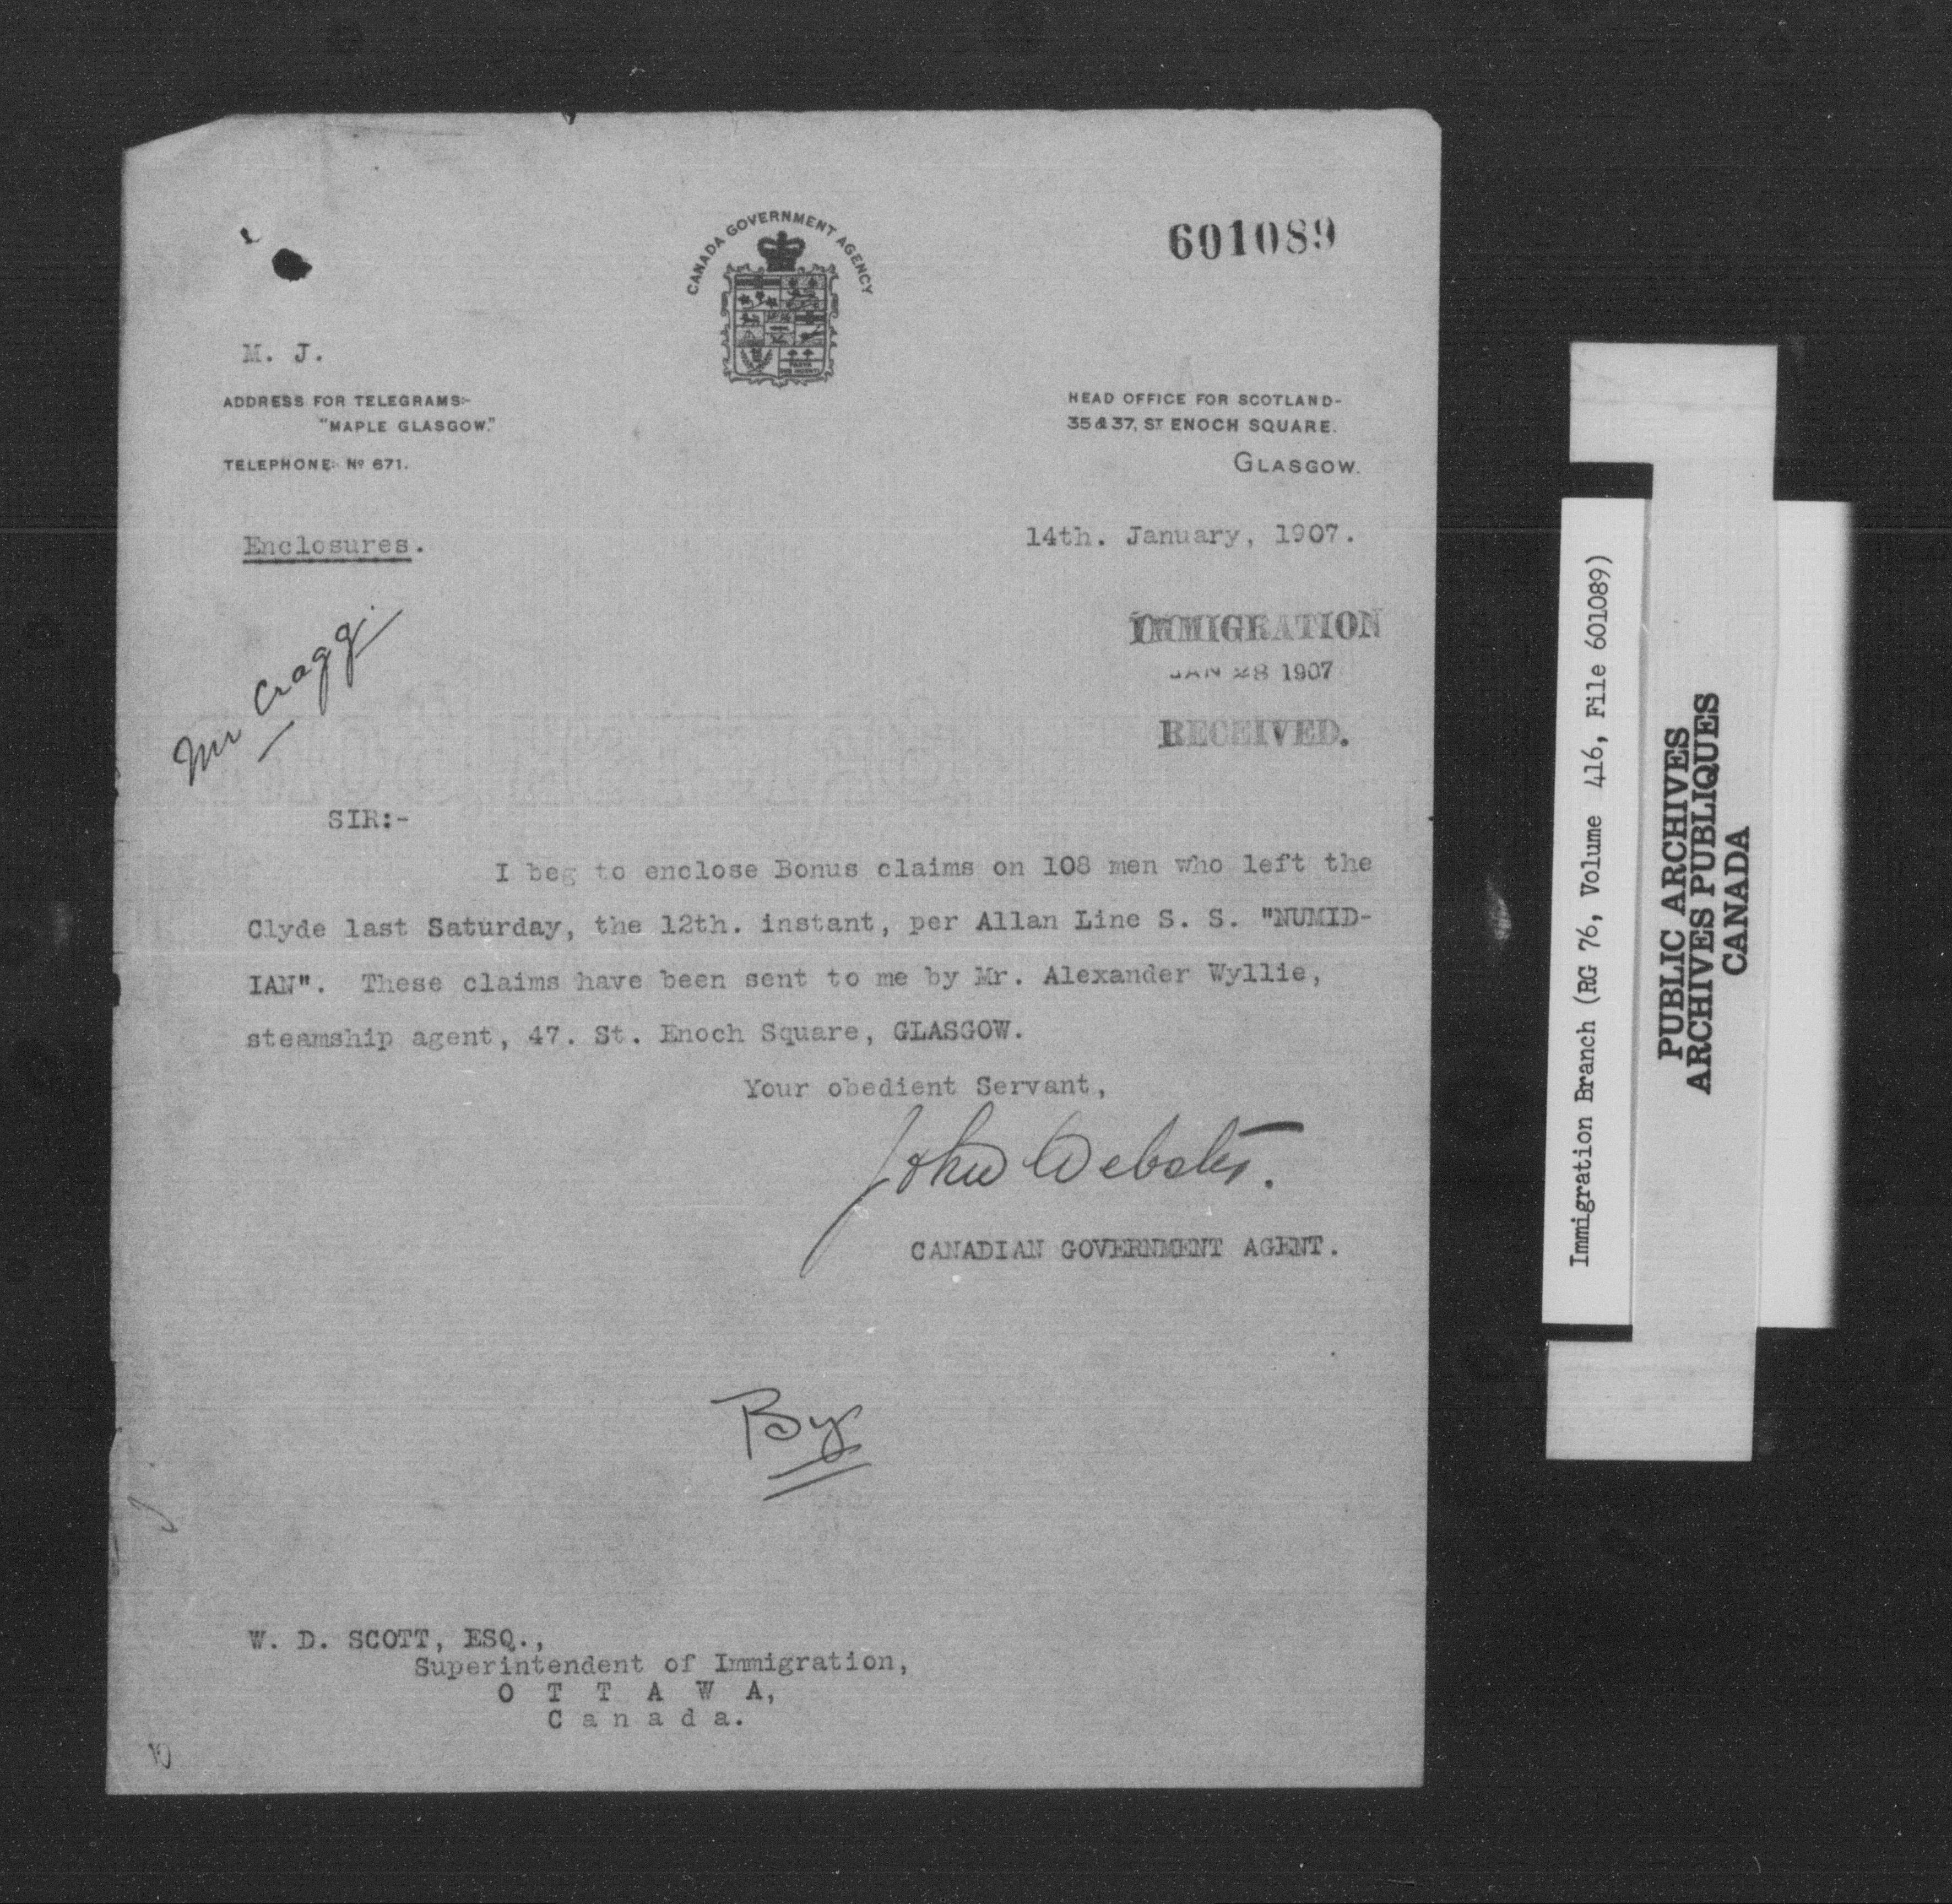 CANADA GOVERNMENT AGENCY
601089
M. J.
ADDRESS FOR TELEGRAMS:-
"MAPLE GLASGOW."
TELEPHONE: Nº 671.
HEAD OFFICE FOR SCOTLAND-
35 & 37, ST ENOCH SQUARE.
GLASGOW.
Enclosures.
14th. January, 1907.
Mr Cragg.
IMMIGRATION
JAN 28 1907
RECEIVED.
SIR:-
I beg to enclose Bonus claims on 108 men who left the
Clyde last Saturday, the 12th. instant, per Allan Line S. S. "NUMID-
IAN". These claims have been sent to me by Mr. Alexander Wyllie,
steamship agent, 47. St. Enoch Square, GLASGOW.
Your obedient Servant,
John Webster.
CANADIAN GOVERNMENT AGENT.
By
W. D. SCOTT, ESQ.,
Superintendent of Immigration,
O T T A W A,
C a n a d a.
Immigration Branch (RG 76, Volume 416, File 601089)
PUBLIC ARCHIVES
ARCHIVES PUBLIQUES
CANADA